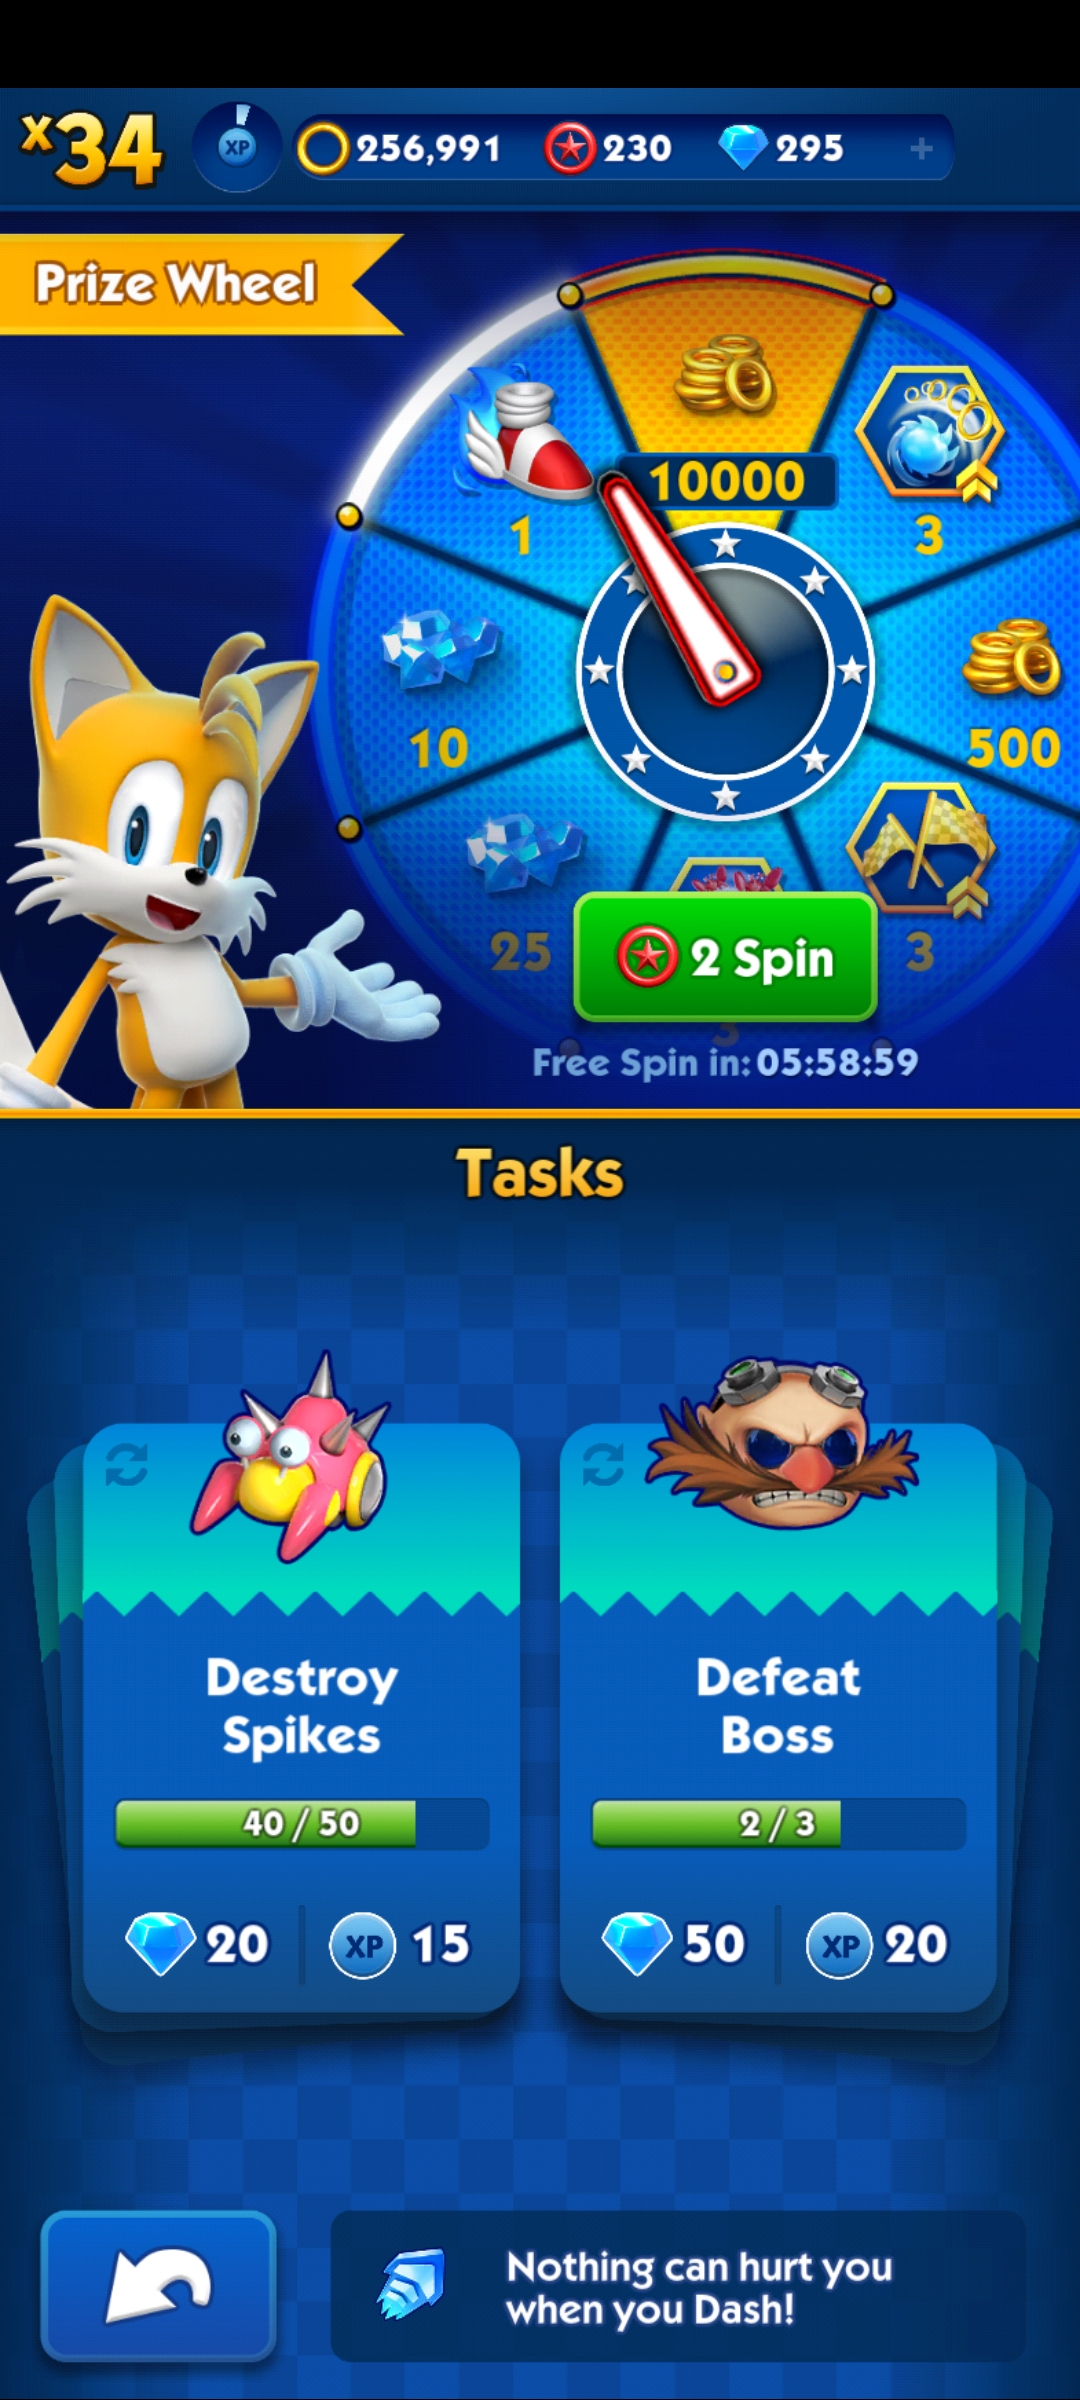 x34
XP
256,991
230
295
Prize Wheel
10000
1
3
10
500
25
3
3
2 Spin
Free Spin in: 05:58:59
Tasks
Destroy
Spikes
40 / 50
20
XP 15
Defeat
Boss
2 / 3
50
XP 20
Nothing can hurt you
when you Dash!